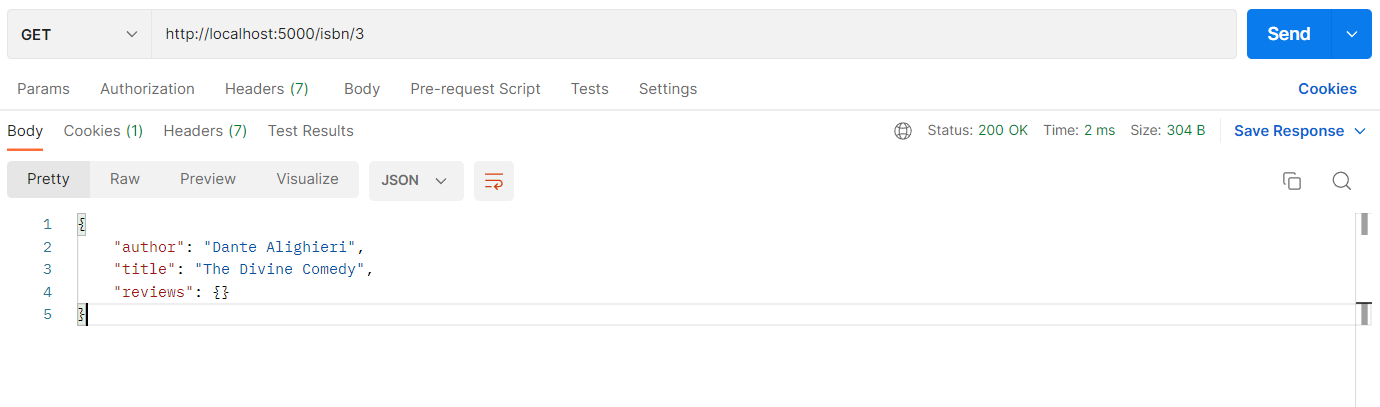 GET http://localhost:5000/isbn/3 Send
Params Authorization Headers (7) Body Pre-request Script Tests Settings Cookies
Body Cookies (1) Headers (7) Test Results Status: 200 OK Time: 2 ms Size: 304 B Save Response
Pretty Raw Preview Visualize JSON
1 {
2 "author": "Dante Alighieri",
3 "title": "The Divine Comedy",
4 "reviews": {}
5 }